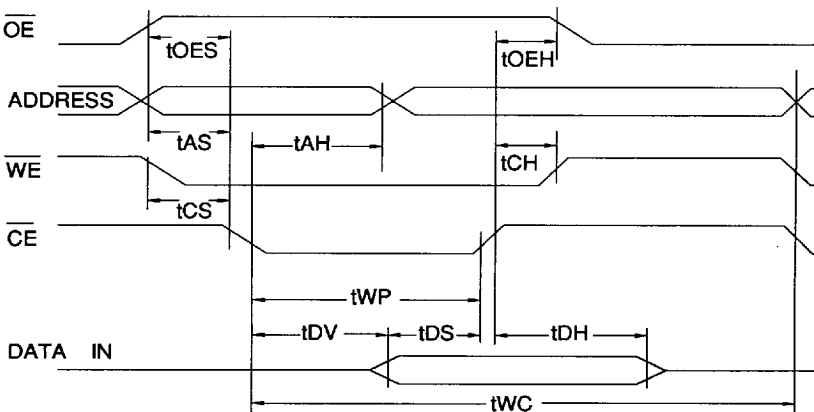 OE
tOES tOEH
ADDRESS
tAS tAH tCH
WE
tCS
CE
tWP
tDV tDS tDH
DATA IN
tWC